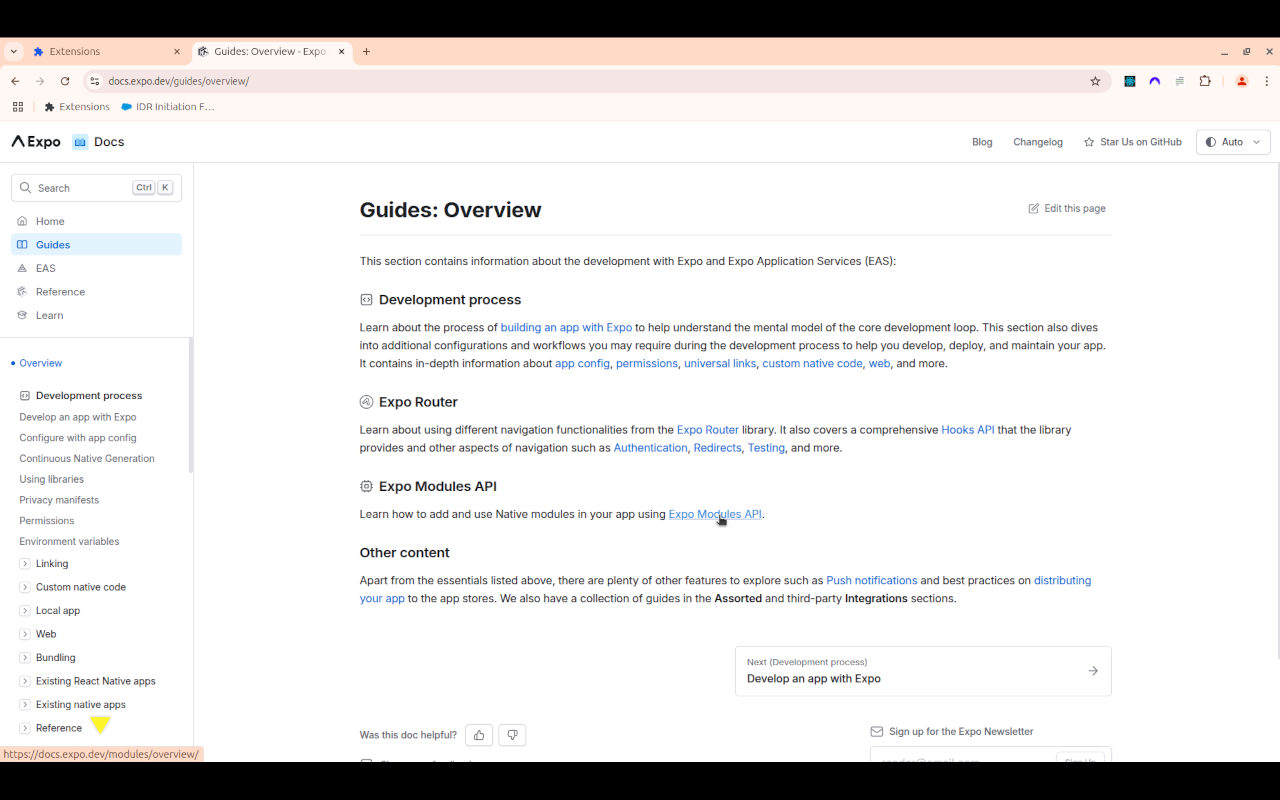 Extensions
Guides: Overview - Expo
docs.expo.dev/guides/overview/
Extensions
IDR Initiation F...
Expo
Docs
Blog
Changelog
Star Us on GitHub
Auto
Search
Ctrl
K
Home
Guides
EAS
Reference
Learn
Overview
Development process
Develop an app with Expo
Configure with app config
Continuous Native Generation
Using libraries
Privacy manifests
Permissions
Environment variables
Linking
Custom native code
Local app
Web
Bundling
Existing React Native apps
Existing native apps
Reference
https://docs.expo.dev/modules/overview/
Guides: Overview
Edit this page
This section contains information about the development with Expo and Expo Application Services (EAS):
Development process
Learn about the process of building an app with Expo to help understand the mental model of the core development loop. This section also dives
into additional configurations and workflows you may require during the development process to help you develop, deploy, and maintain your app.
It contains in-depth information about app config, permissions, universal links, custom native code, web, and more.
Expo Router
Learn about using different navigation functionalities from the Expo Router library. It also covers a comprehensive Hooks API that the library
provides and other aspects of navigation such as Authentication, Redirects, Testing, and more.
Expo Modules API
Learn how to add and use Native modules in your app using Expo Modules API.
Other content
Apart from the essentials listed above, there are plenty of other features to explore such as Push notifications and best practices on distributing
your app to the app stores. We also have a collection of guides in the Assorted and third-party Integrations sections.
Next (Development process)
Develop an app with Expo
Was this doc helpful?
Sign up for the Expo Newsletter